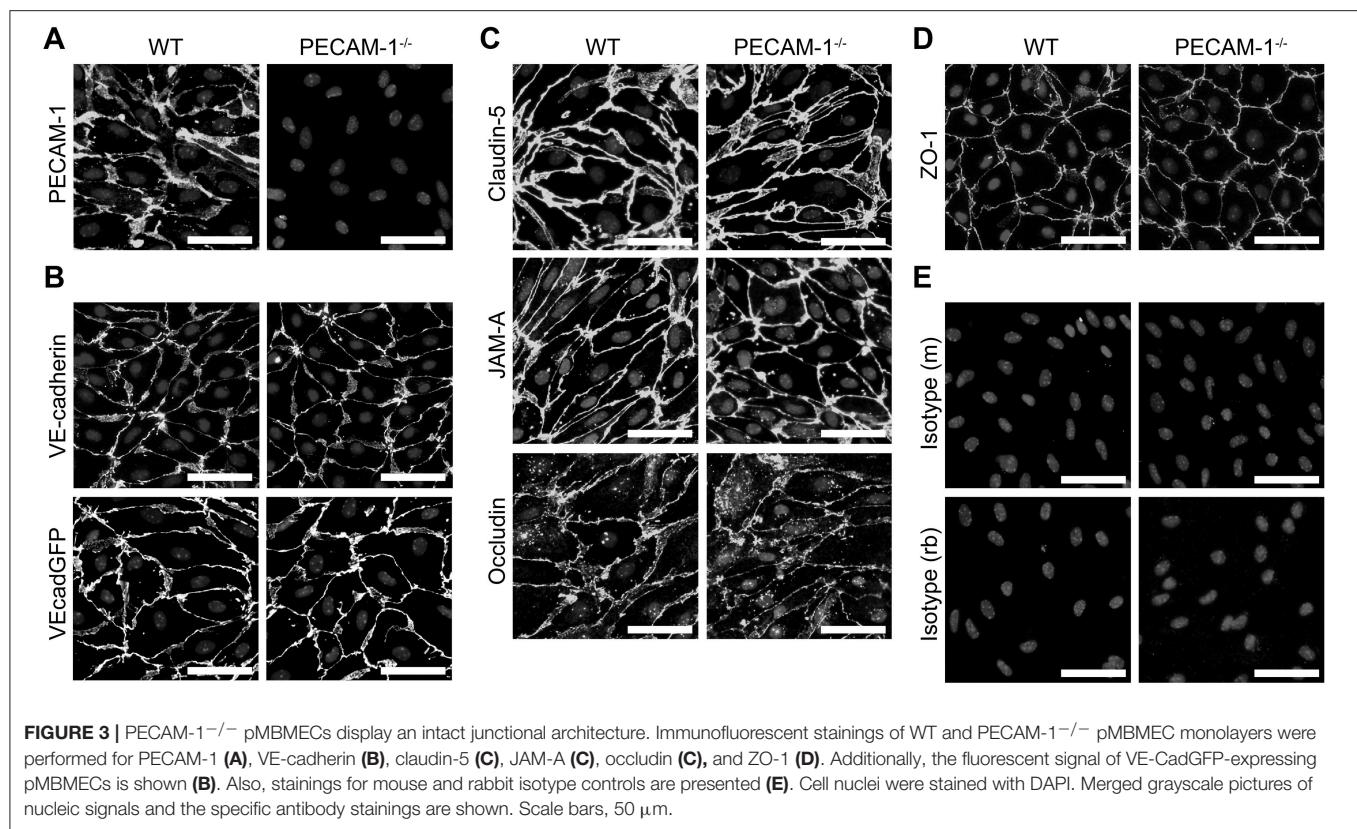 A
WT PECAM-1-/-
PECAM-1
B
VE-cadherin
VEcadGFP
C
WT PECAM-1-/-
Claudin-5
JAM-A
Occludin
D
WT PECAM-1-/-
ZO-1
E
Isotype (m)
Isotype (rb)
FIGURE 3 | PECAM-1−/− pMBMECs display an intact junctional architecture. Immunofluorescent stainings of WT and PECAM-1−/− pMBMEC monolayers were
performed for PECAM-1 (A), VE-cadherin (B), claudin-5 (C), JAM-A (C), occludin (C), and ZO-1 (D). Additionally, the fluorescent signal of VE-CadGFP-expressing
pMBMECs is shown (B). Also, stainings for mouse and rabbit isotype controls are presented (E). Cell nuclei were stained with DAPI. Merged grayscale pictures of
nucleic signals and the specific antibody stainings are shown. Scale bars, 50 μm.